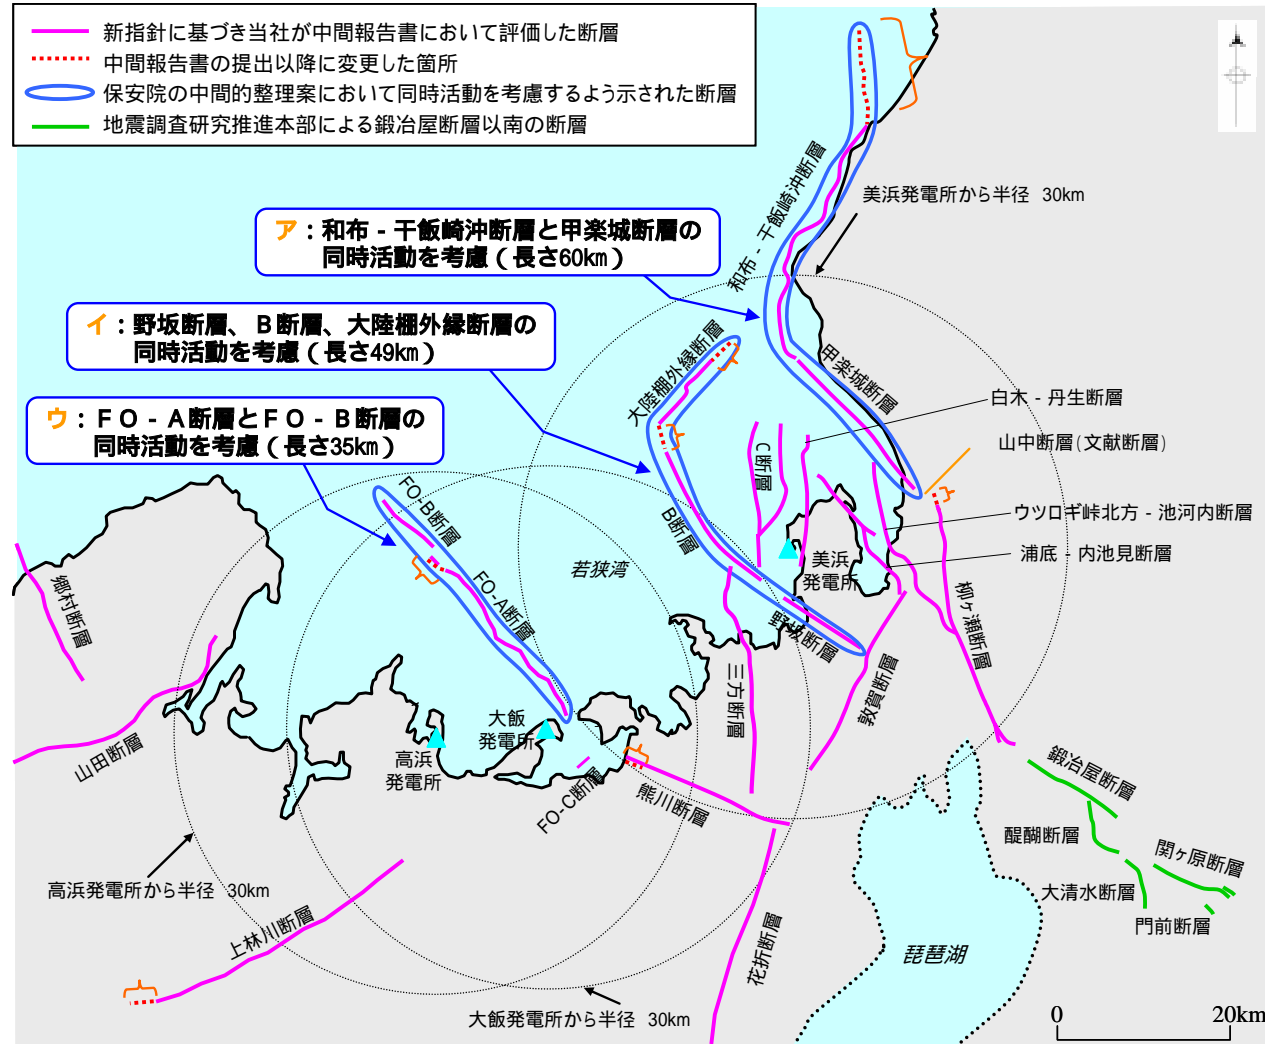 新指針に基づき当社が中間報告書において評価した断層
中間報告書の提出以降に変更した箇所
保安院の中間的整理案において同時活動を考慮するよう示された断層
地震調査研究推進本部による鍛冶屋断層以南の断層
和布‐干飯崎沖断層
美浜発電所から半径 30km
ア：和布‐干飯崎沖断層と甲楽城断層の
同時活動を考慮（長さ60km）
イ：野坂断層、B断層、大陸棚外縁断層の
同時活動を考慮（長さ49km）
ウ：FO‐A断層とFO‐B断層の
同時活動を考慮（長さ35km）
大陸棚外縁断層
甲楽城断層
白木‐丹生断層
山中断層(文献断層)
C断層
FO-B断層
B断層
ウツロギ峠北方‐池河内断層
浦底‐内池見断層
若狭湾
美浜
発電所
郷村断層
FO-A断層
野坂断層
柳ヶ瀬断層
三方断層
敦賀断層
大飯
発電所
高浜
発電所
山田断層
FO-C断層
熊川断層
鍛冶屋断層
醍醐断層
関ヶ原断層
大清水断層
門前断層
高浜発電所から半径 30km
上林川断層
花折断層
琵琶湖
大飯発電所から半径 30km
0
20km